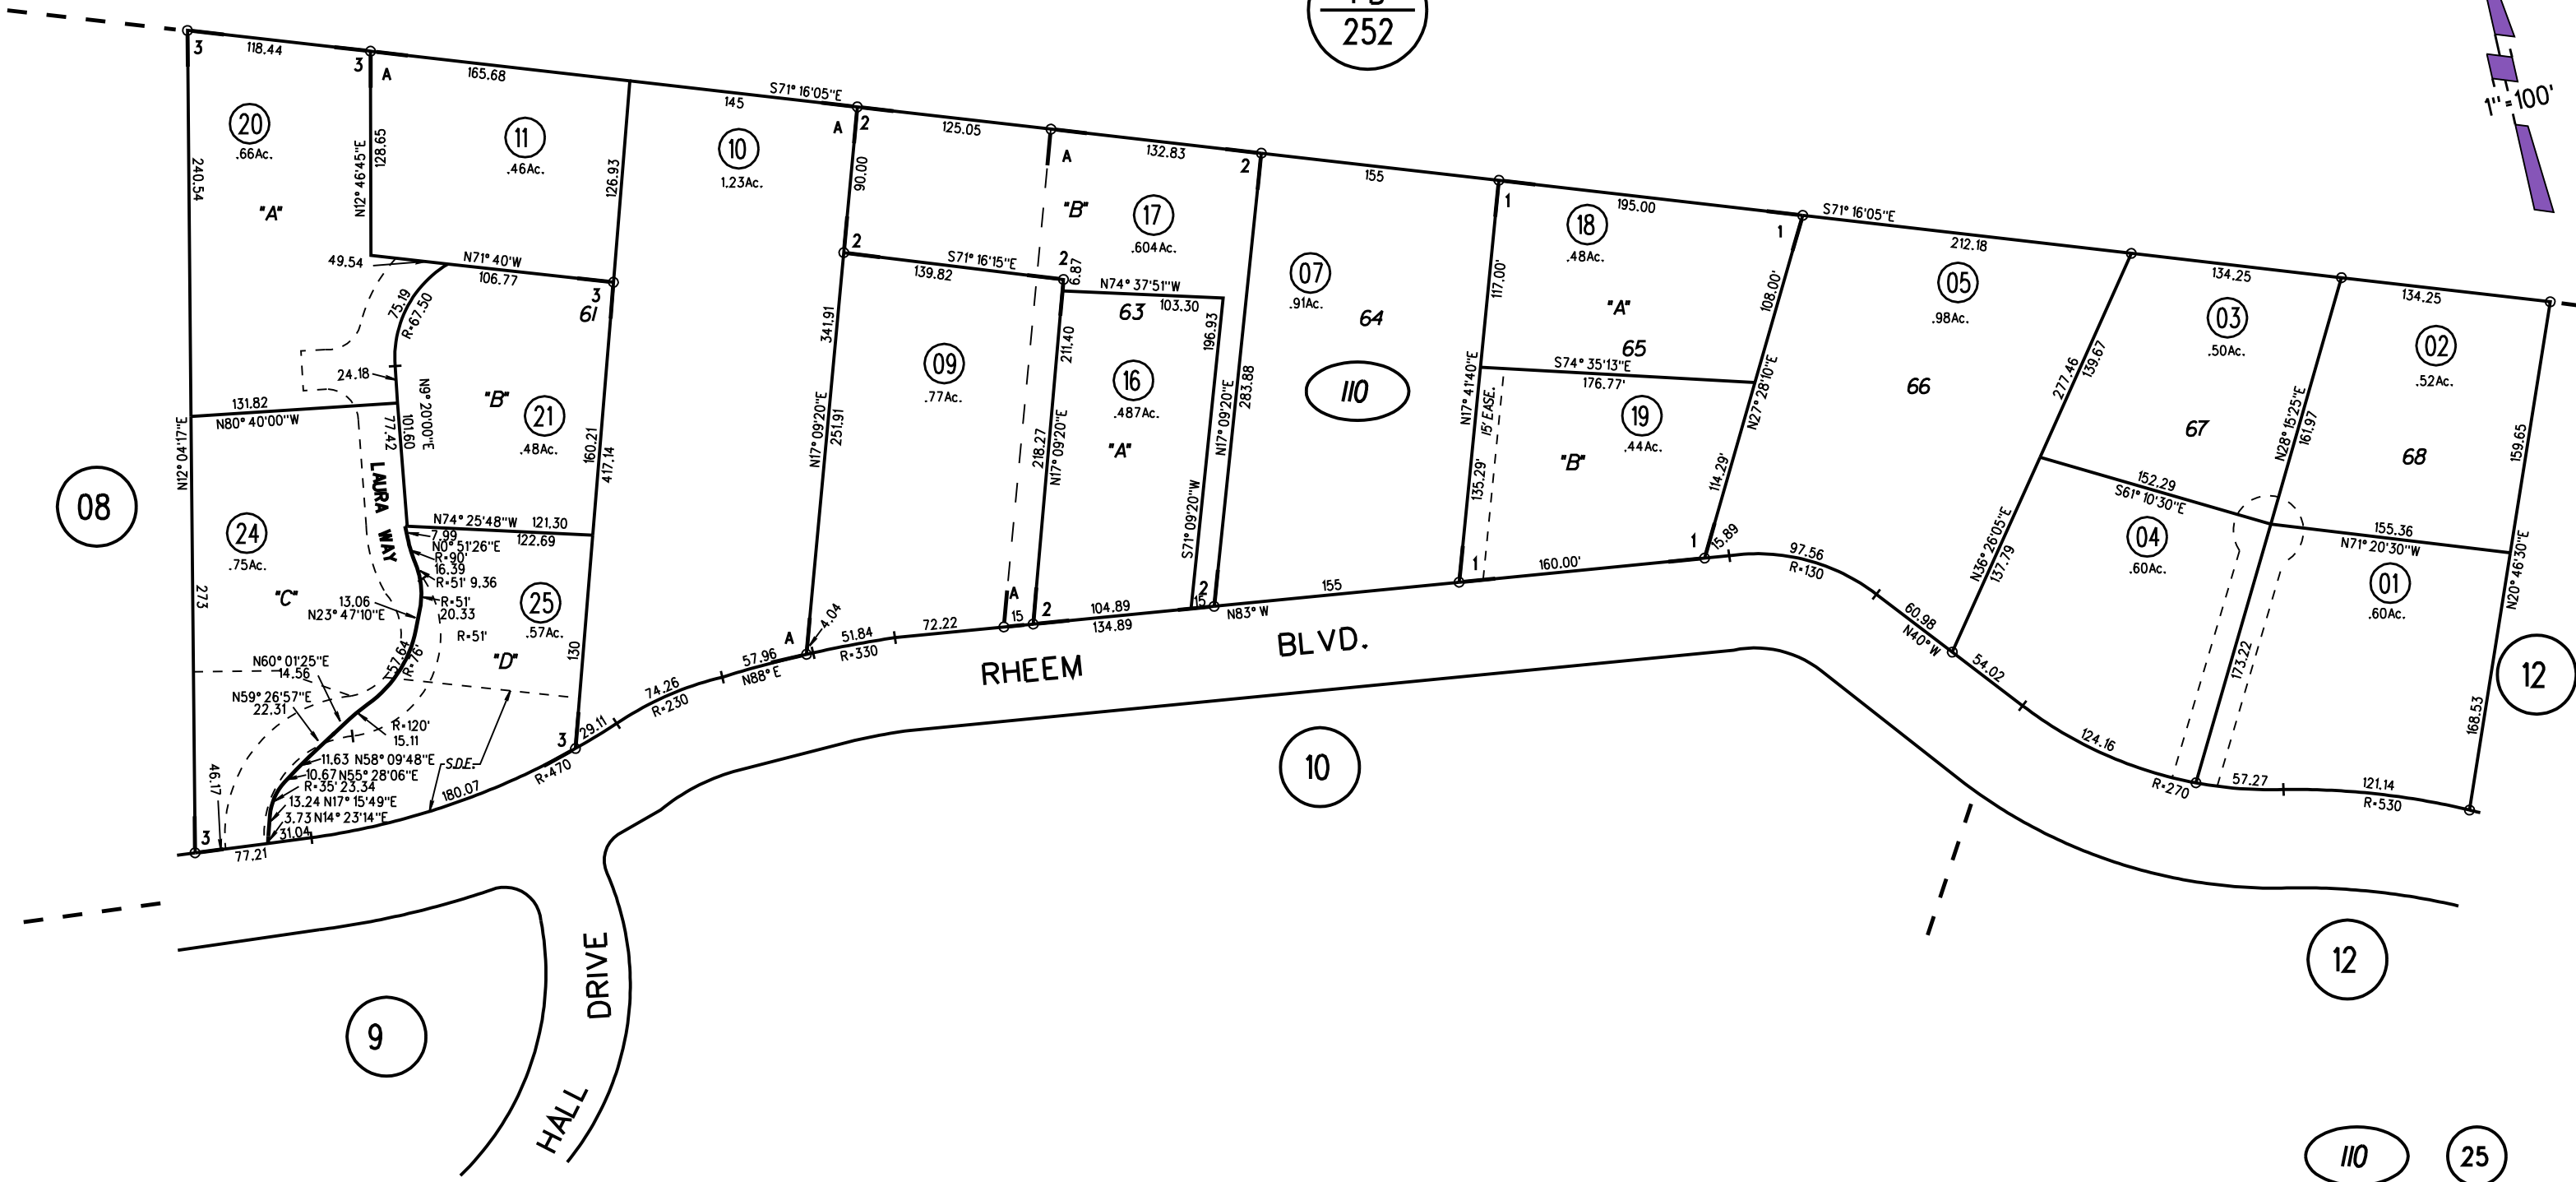 252
1"=100'
3
118.44
3
A
165.68
145
S71° 16'05"E
A
2
125.05
A
132.83
2
155
1
195.00
1
S71° 16'05"E
212.18
134.25
134.25
20
.66Ac.
"A"
240.54
N12° 46'45"E
128.65
11
.46Ac.
126.93
10
1.23Ac.
90.00
2
S71° 16'15"E
139.82
2
6.87
"B"
17
.604Ac.
N74° 37'51"W
103.30
63
07
.91Ac.
64
110
117.00'
18
.48Ac.
"A"
65
108.00'
S74° 35'13"E
176.77'
05
.98Ac.
66
03
.50Ac.
67
02
.52Ac.
68
49.54
N71° 40'W
106.77
3
61
75.19
R=67.50
24.18
131.82
N80° 40'00"W
N9° 20'00"E
101.60
77.42
"B"
21
.48Ac.
160.21
417.14
341.91
N17° 09'20"E
251.91
09
.77Ac.
211.40
218.27
N17° 09'20"E
16
.487Ac.
"A"
196.93
S71° 09'20"W
N17° 09'20"E
283.88
N17° 41'40"E
15' EASE.
135.29'
19
.44Ac.
"B"
N27° 28'10"E
114.29'
277.46
139.67
N36° 26'05"E
137.79
152.29
S61° 10'30"E
N28° 15'25"E
161.97
159.65
155.36
N71° 20'30"W
04
.60Ac.
01
.60Ac.
173.22
N20° 46'30"E
168.53
08
N12° 04'17"E
24
.75Ac.
"C"
273
LAURA WAY
N74° 25'48"W 121.30
122.69
7.99
N0° 51'26"E
R=90'
16.39
R=51' 9.36
13.06
N23° 47'10"E
R=51'
20.33
R=51'
25
.57Ac.
"D"
130
57.64
R=76'
N60° 01'25"E
14.56
N59° 26'57"E
22.31
R=120'
15.11
11.63 N58° 09'48"E
10.67 N55° 28'06"E
R=35' 23.34
13.24 N17° 15'49"E
3.73 N14° 23'14"E
31.04
46.17
3
77.21
S.D.E.
180.07
R=470
3
29.11
74.26
R=230
57.96
N88° E
A
4.04
51.84
R=330
72.22
A
15
2
104.89
134.89
15
2
N83° W
155
1
160.00'
1
15.89
97.56
R=130
60.98
N40° W
54.02
124.16
R=270
57.27
121.14
R=530
RHEEM BLVD.
HALL DRIVE
9
10
12
12
110
25